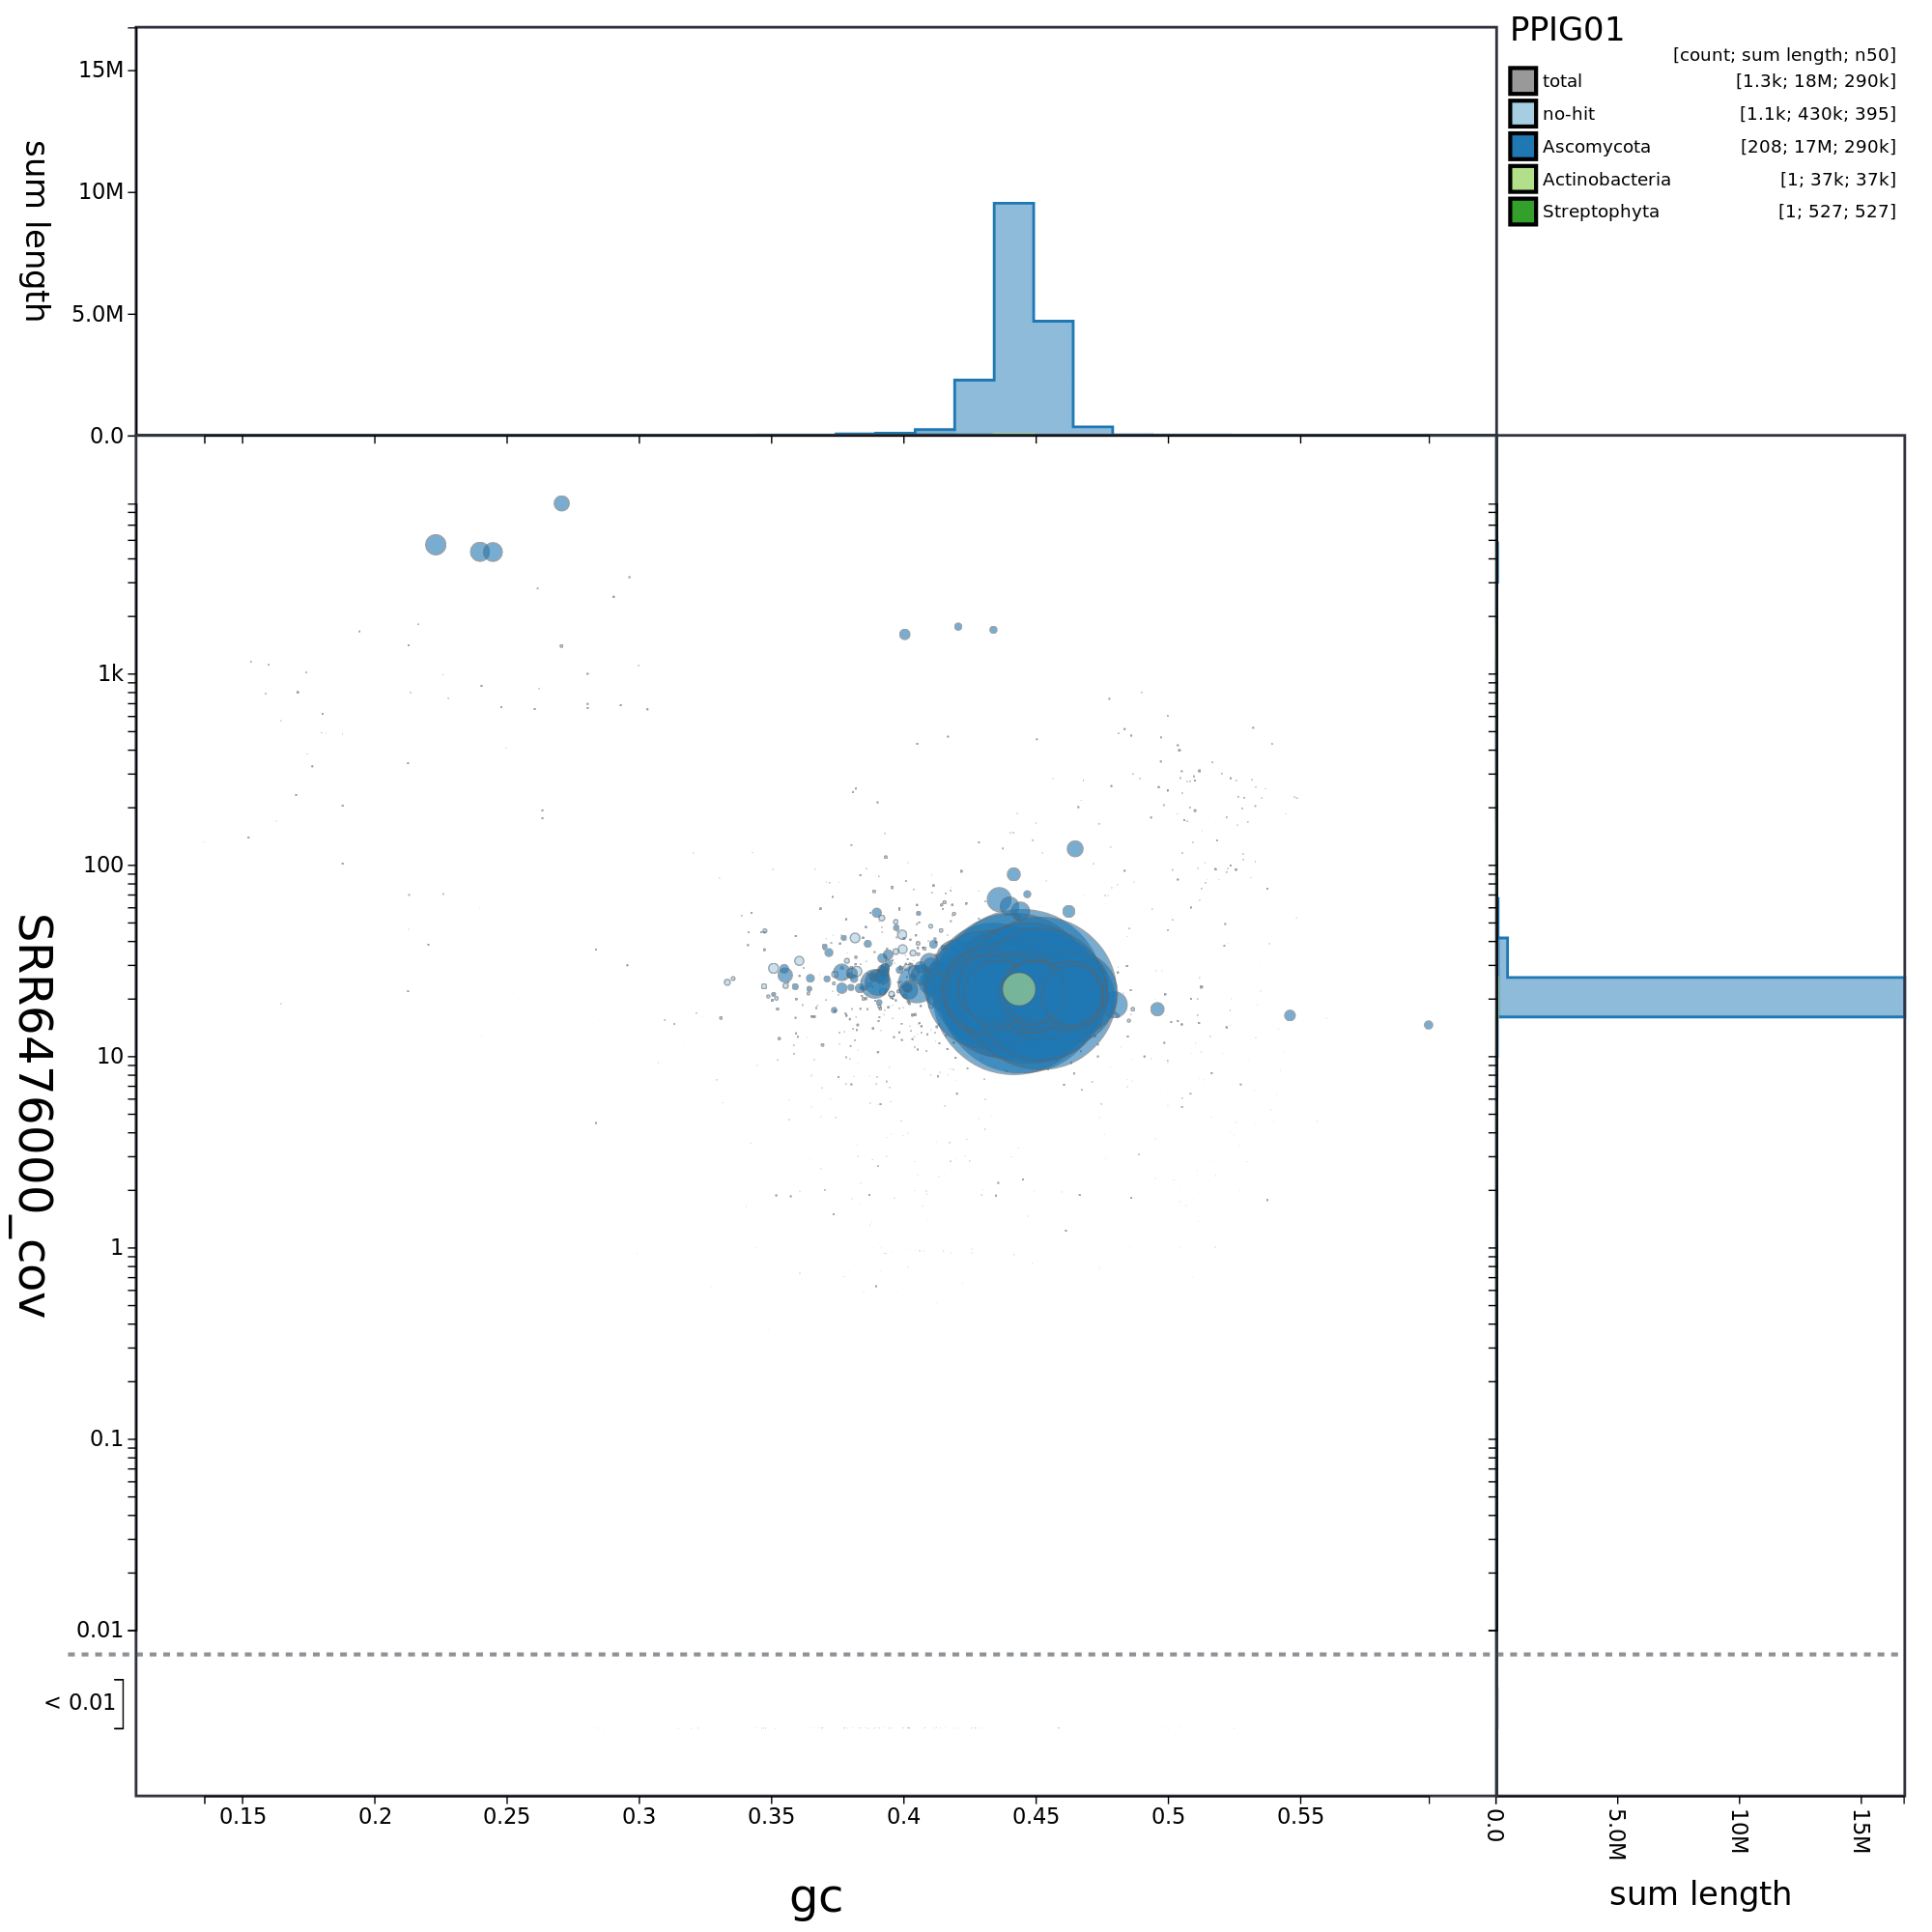 PPIG01
[count; sum length; n50]
total [1.3k; 18M; 290k]
no-hit [1.1k; 430k; 395]
Ascomycota [208; 17M; 290k]
Actinobacteria [1; 37k; 37k]
Streptophyta [1; 527; 527]
sum length
15M
10M
5.0M
0.0
SRR6476000_cov
1k
100
10
1
0.1
0.01
< 0.01
0.15 0.2 0.25 0.3 0.35 0.4 0.45 0.5 0.55
gc
0.0 5.0M 10M 15M
sum length